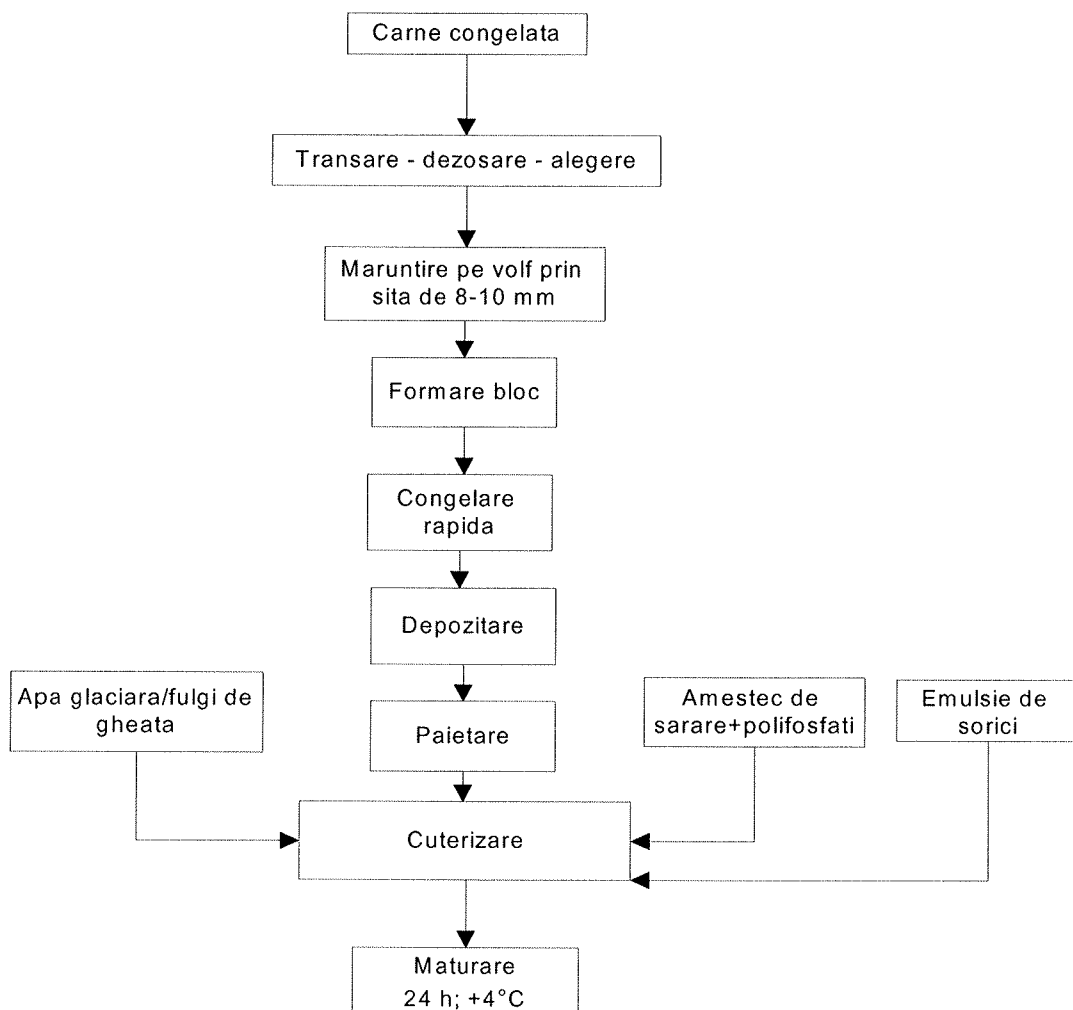 Carne congelata
Transare - dezosare - alegere
Maruntire pe volf prin
sita de 8-10 mm
Formare bloc
Congelare
rapida
Depozitare
Apa glaciara/fulgi de
gheata
Paietare
Amestec de
sarare+polifosfati
Emulsie de
sorici
Cuterizare
Maturare
24 h; +4°C